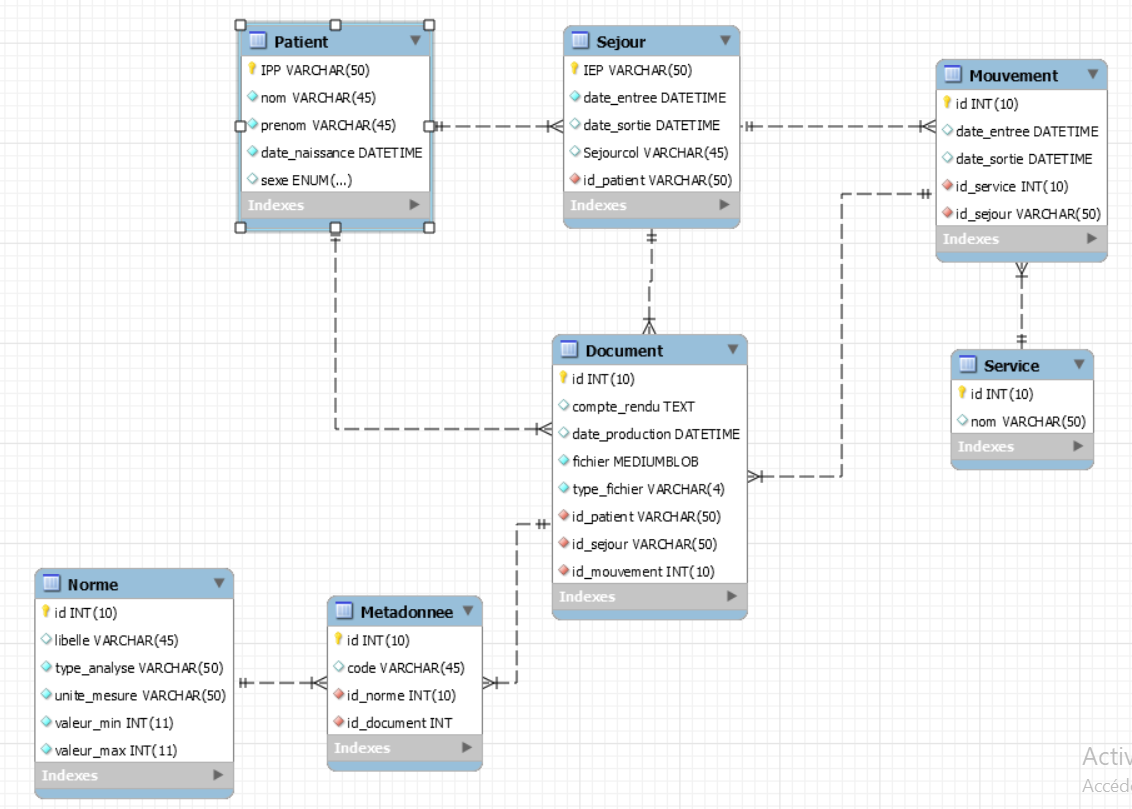 Patient
IPP VARCHAR(50)
nom VARCHAR(45)
prenom VARCHAR(45)
date_naissance DATETIME
sexe ENUM(...)
Indexes
Sejour
IEP VARCHAR(50)
date_entree DATETIME
date_sortie DATETIME
Sejourcol VARCHAR(45)
id_patient VARCHAR(50)
Indexes
Mouvement
id INT(10)
date_entree DATETIME
date_sortie DATETIME
id_service INT(10)
id_sejour VARCHAR(50)
Indexes
Document
id INT(10)
compte_rendu TEXT
date_production DATETIME
fichier MEDIUMBLOB
type_fichier VARCHAR(4)
id_patient VARCHAR(50)
id_sejour VARCHAR(50)
id_mouvement INT(10)
Indexes
Service
id INT(10)
nom VARCHAR(50)
Indexes
Norme
id INT(10)
libelle VARCHAR(45)
type_analyse VARCHAR(50)
unite_mesure VARCHAR(50)
valeur_min INT(11)
valeur_max INT(11)
Indexes
Metadonnee
id INT(10)
code VARCHAR(45)
id_norme INT(10)
id_document INT
Indexes
Activ
Accéd